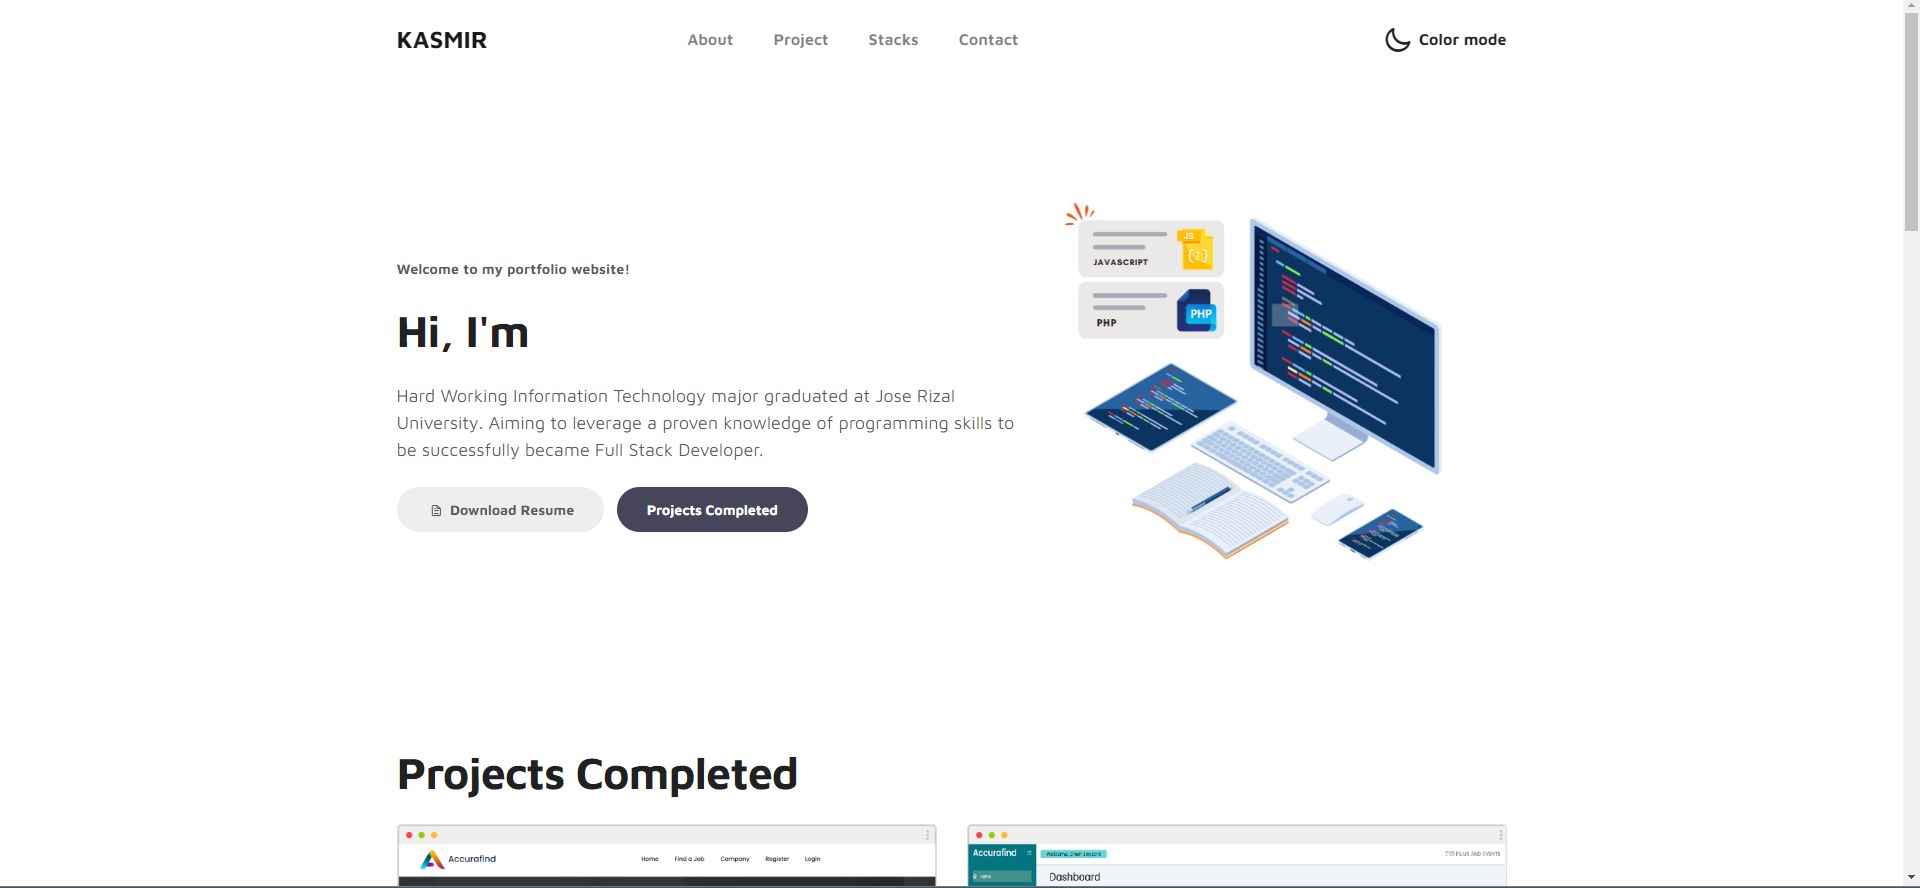 KASMIR
About Project Stacks Contact
Color mode
Welcome to my portfolio website!
Hi, I'm
Hard Working Information Technology major graduated at Jose Rizal
University. Aiming to leverage a proven knowledge of programming skills to
be successfully became Full Stack Developer.
Download Resume
Projects Completed
JS
JAVASCRIPT
PHP
PHP
Projects Completed
Accurafind
Home Find a Job Company Register Login
Accurafind
Home
Dashboard